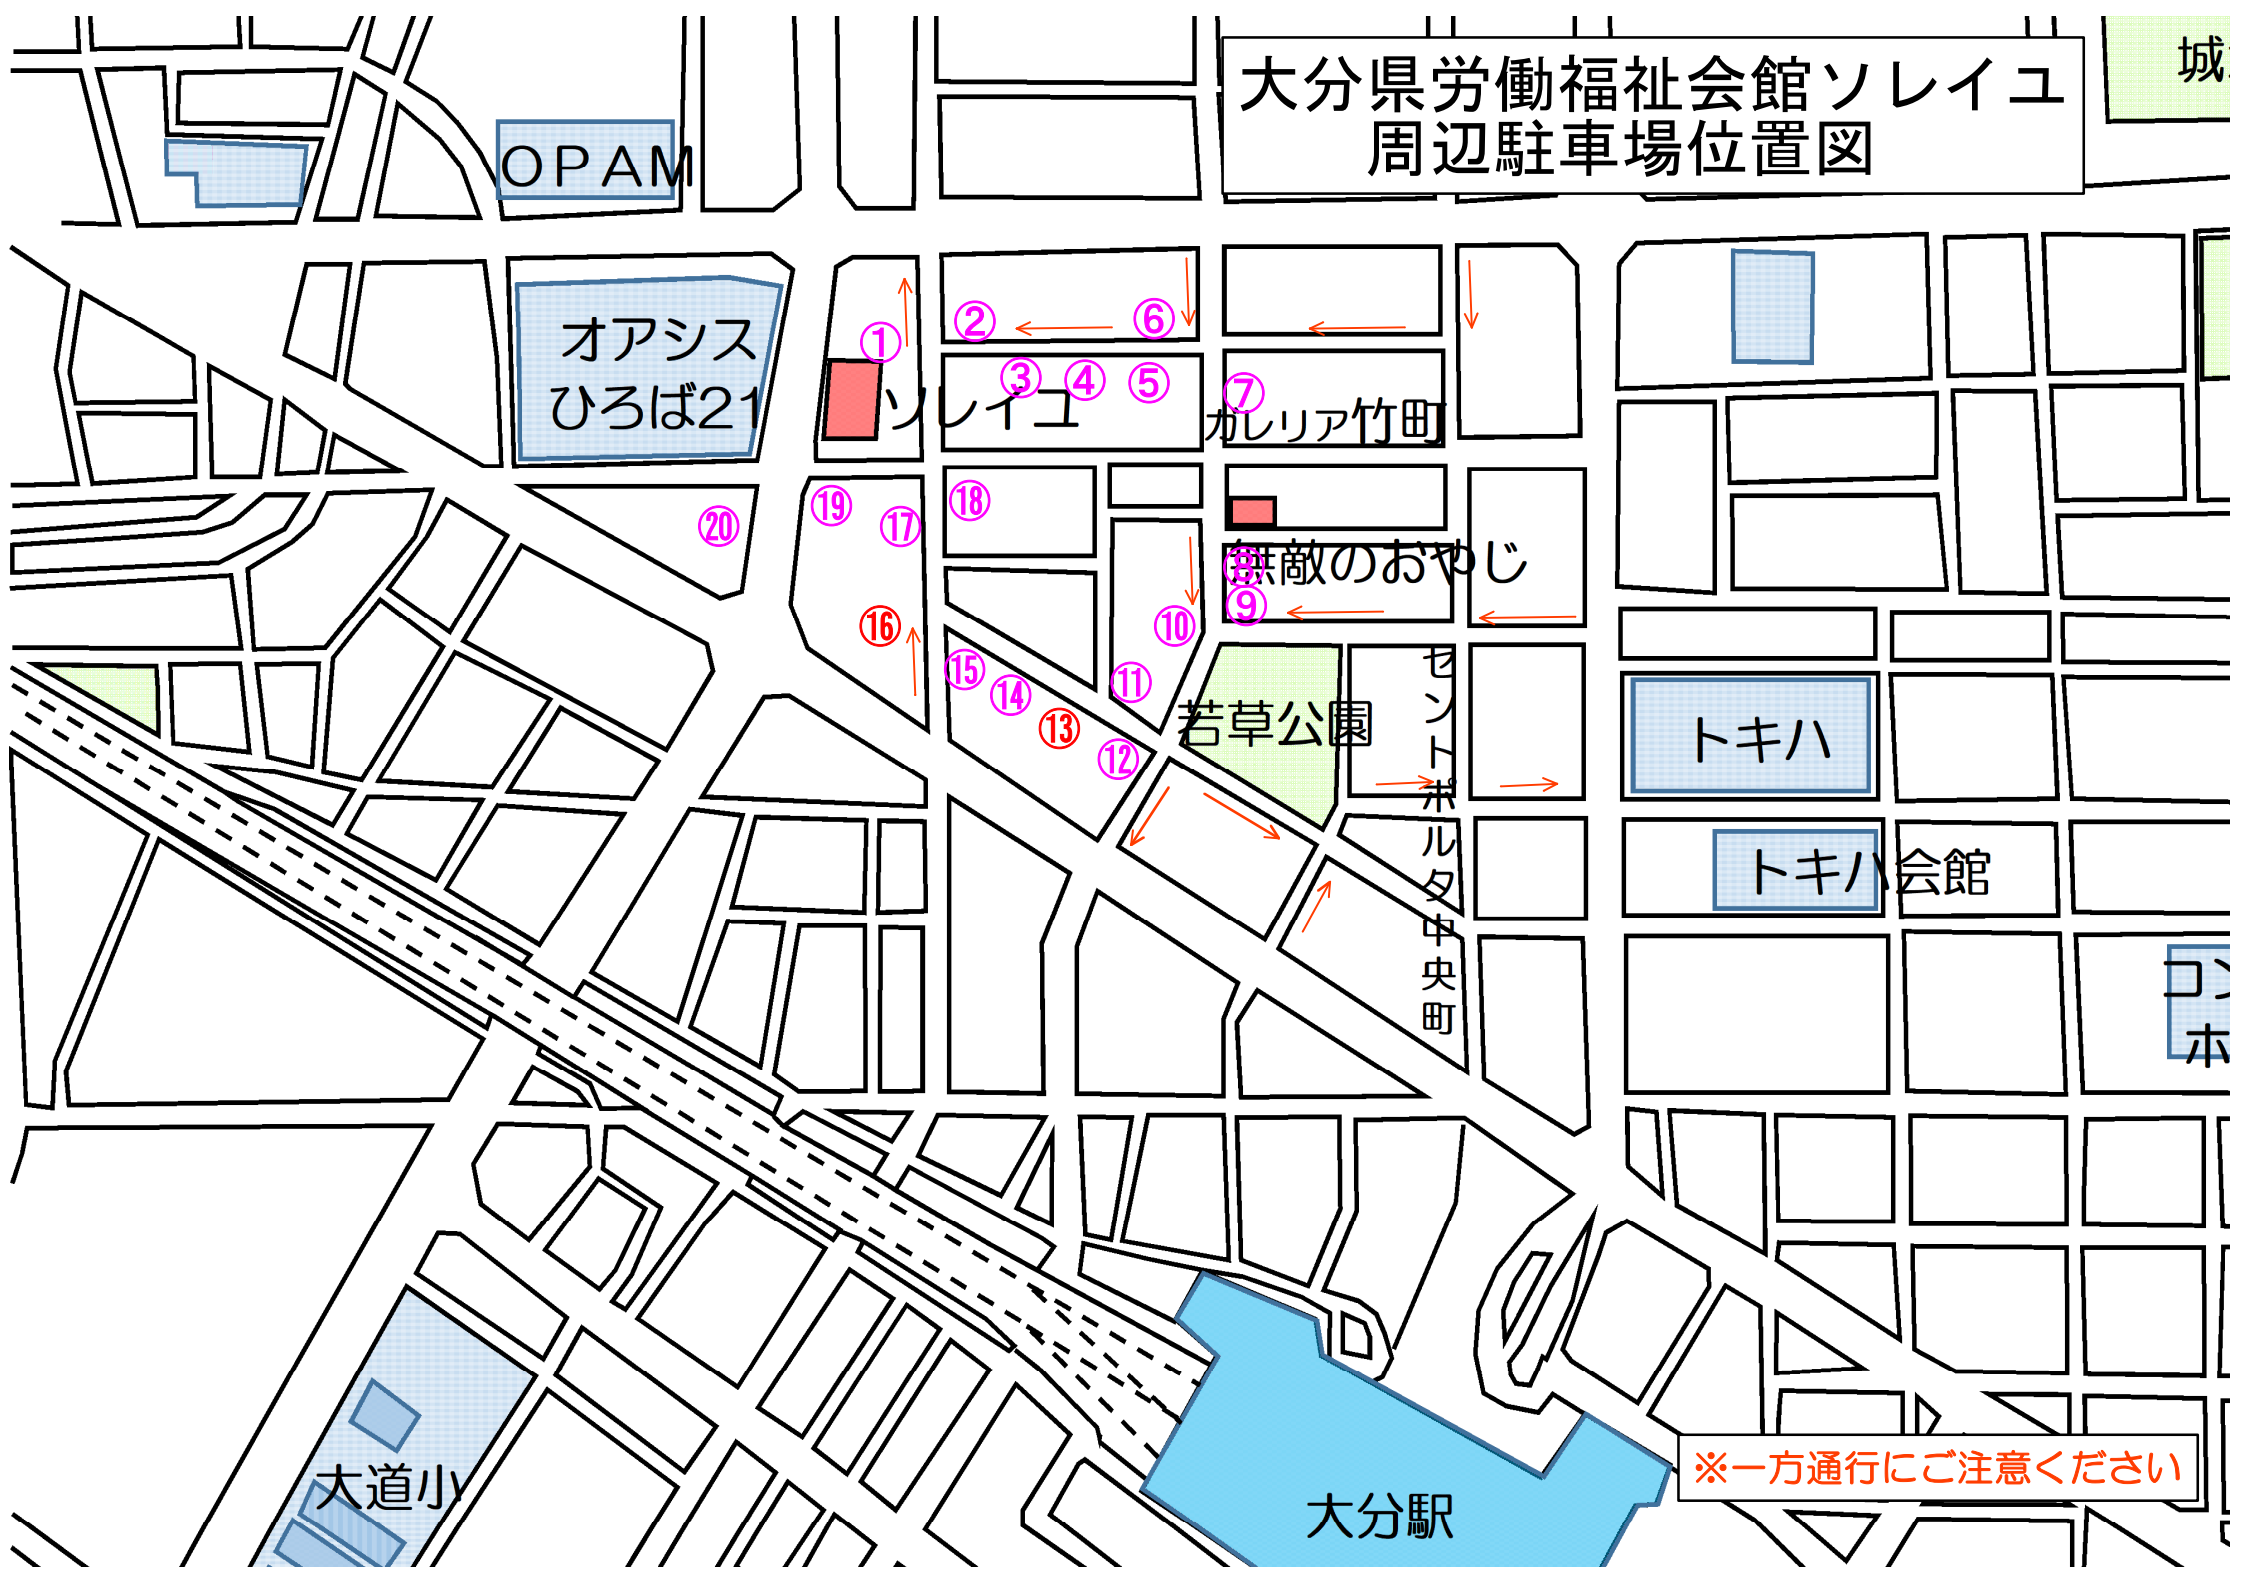 大分県労働福祉会館ソレイユ
周辺駐車場位置図
城
ＯＰＡＭ
オアシス
ひろば21
①
②
⑥
③
④
⑤
⑦
ソレイユ
ガレリア竹町
⑲
⑰
⑱
⑳
無敵のおやじ
⑧
⑨
⑯
⑩
⑮
⑭
⑪
⑬
⑫
若草公園
セントポルタ中央町
トキハ
トキハ会館
コン
ホ
大道小
大分駅
※一方通行にご注意ください